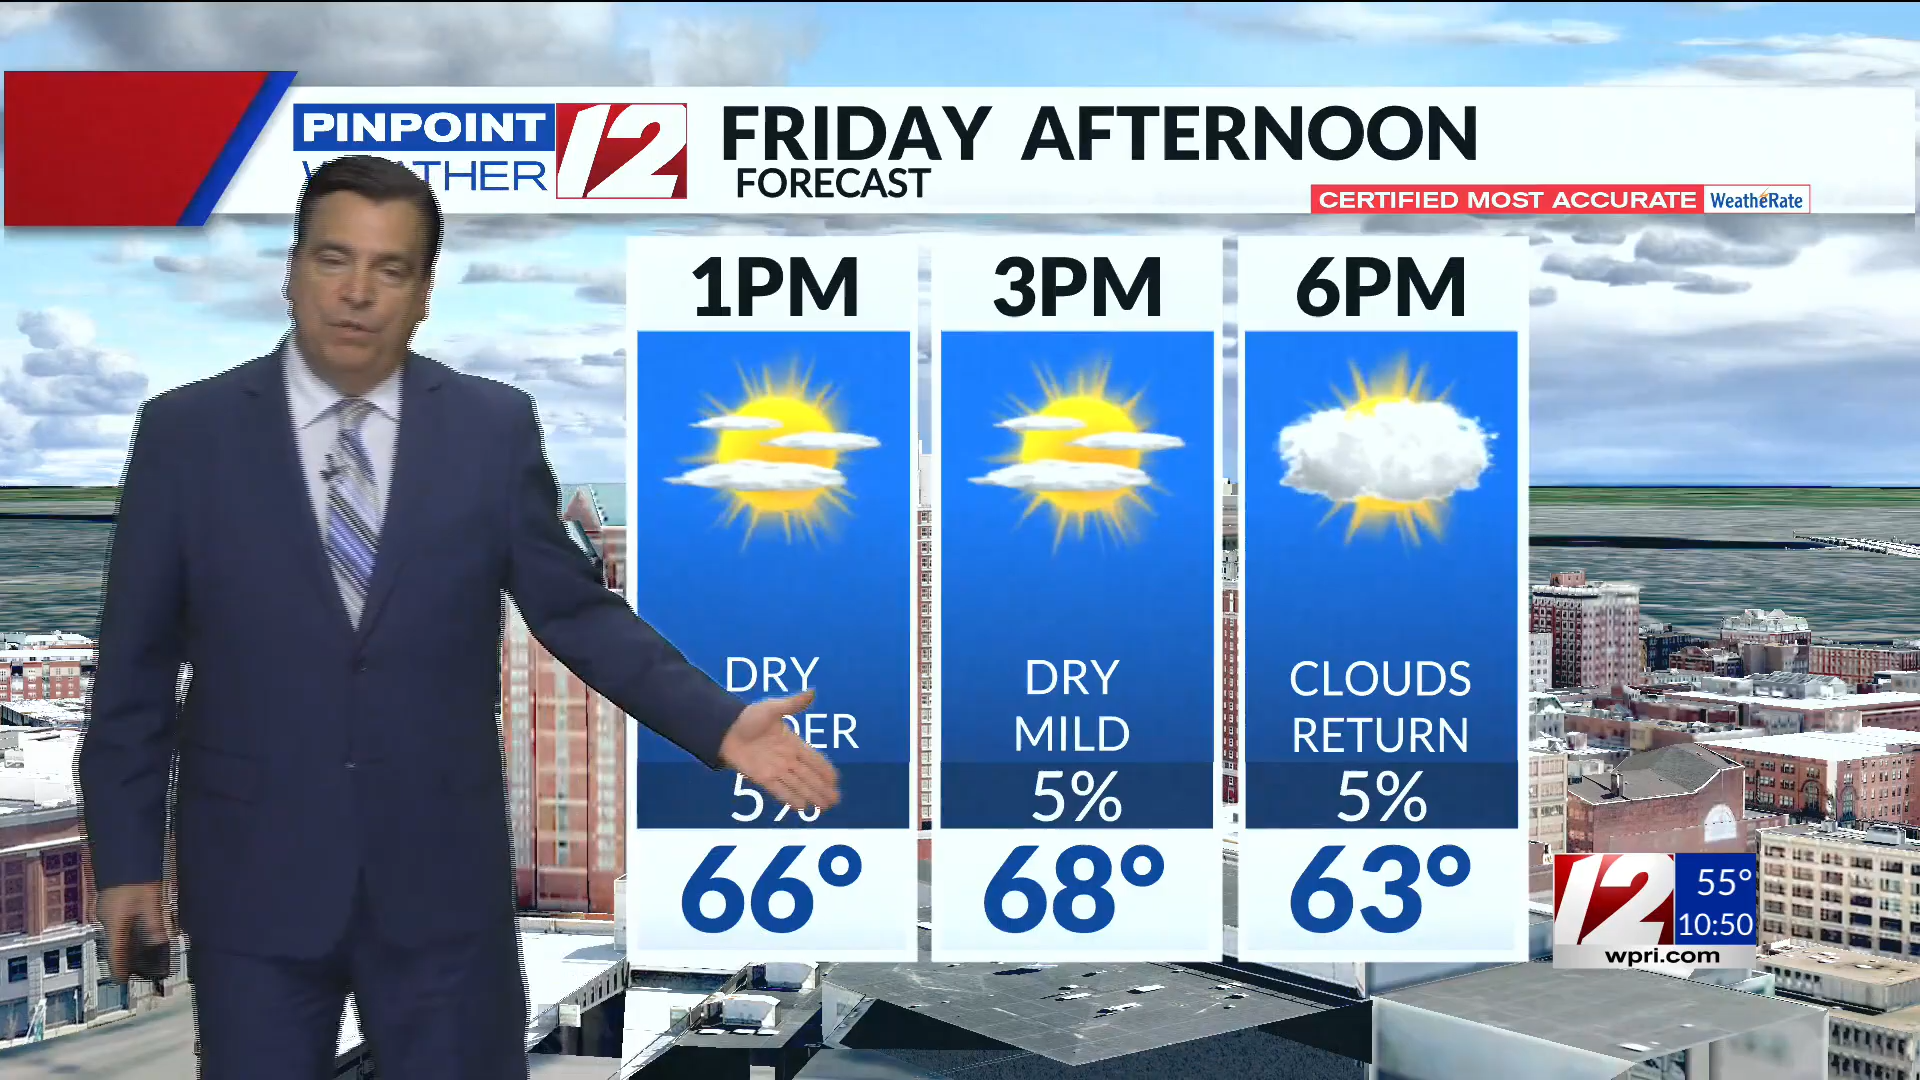 PINPOINT
12
FRIDAY AFTERNOON
FORECAST
CERTIFIED MOST ACCURATE WeatheRate
1PM
3PM
6PM
DRY
DRY
MILD
CLOUDS
RETURN
5%
5%
5%
66°
68°
63°
12
55°
10:50
wpri.com